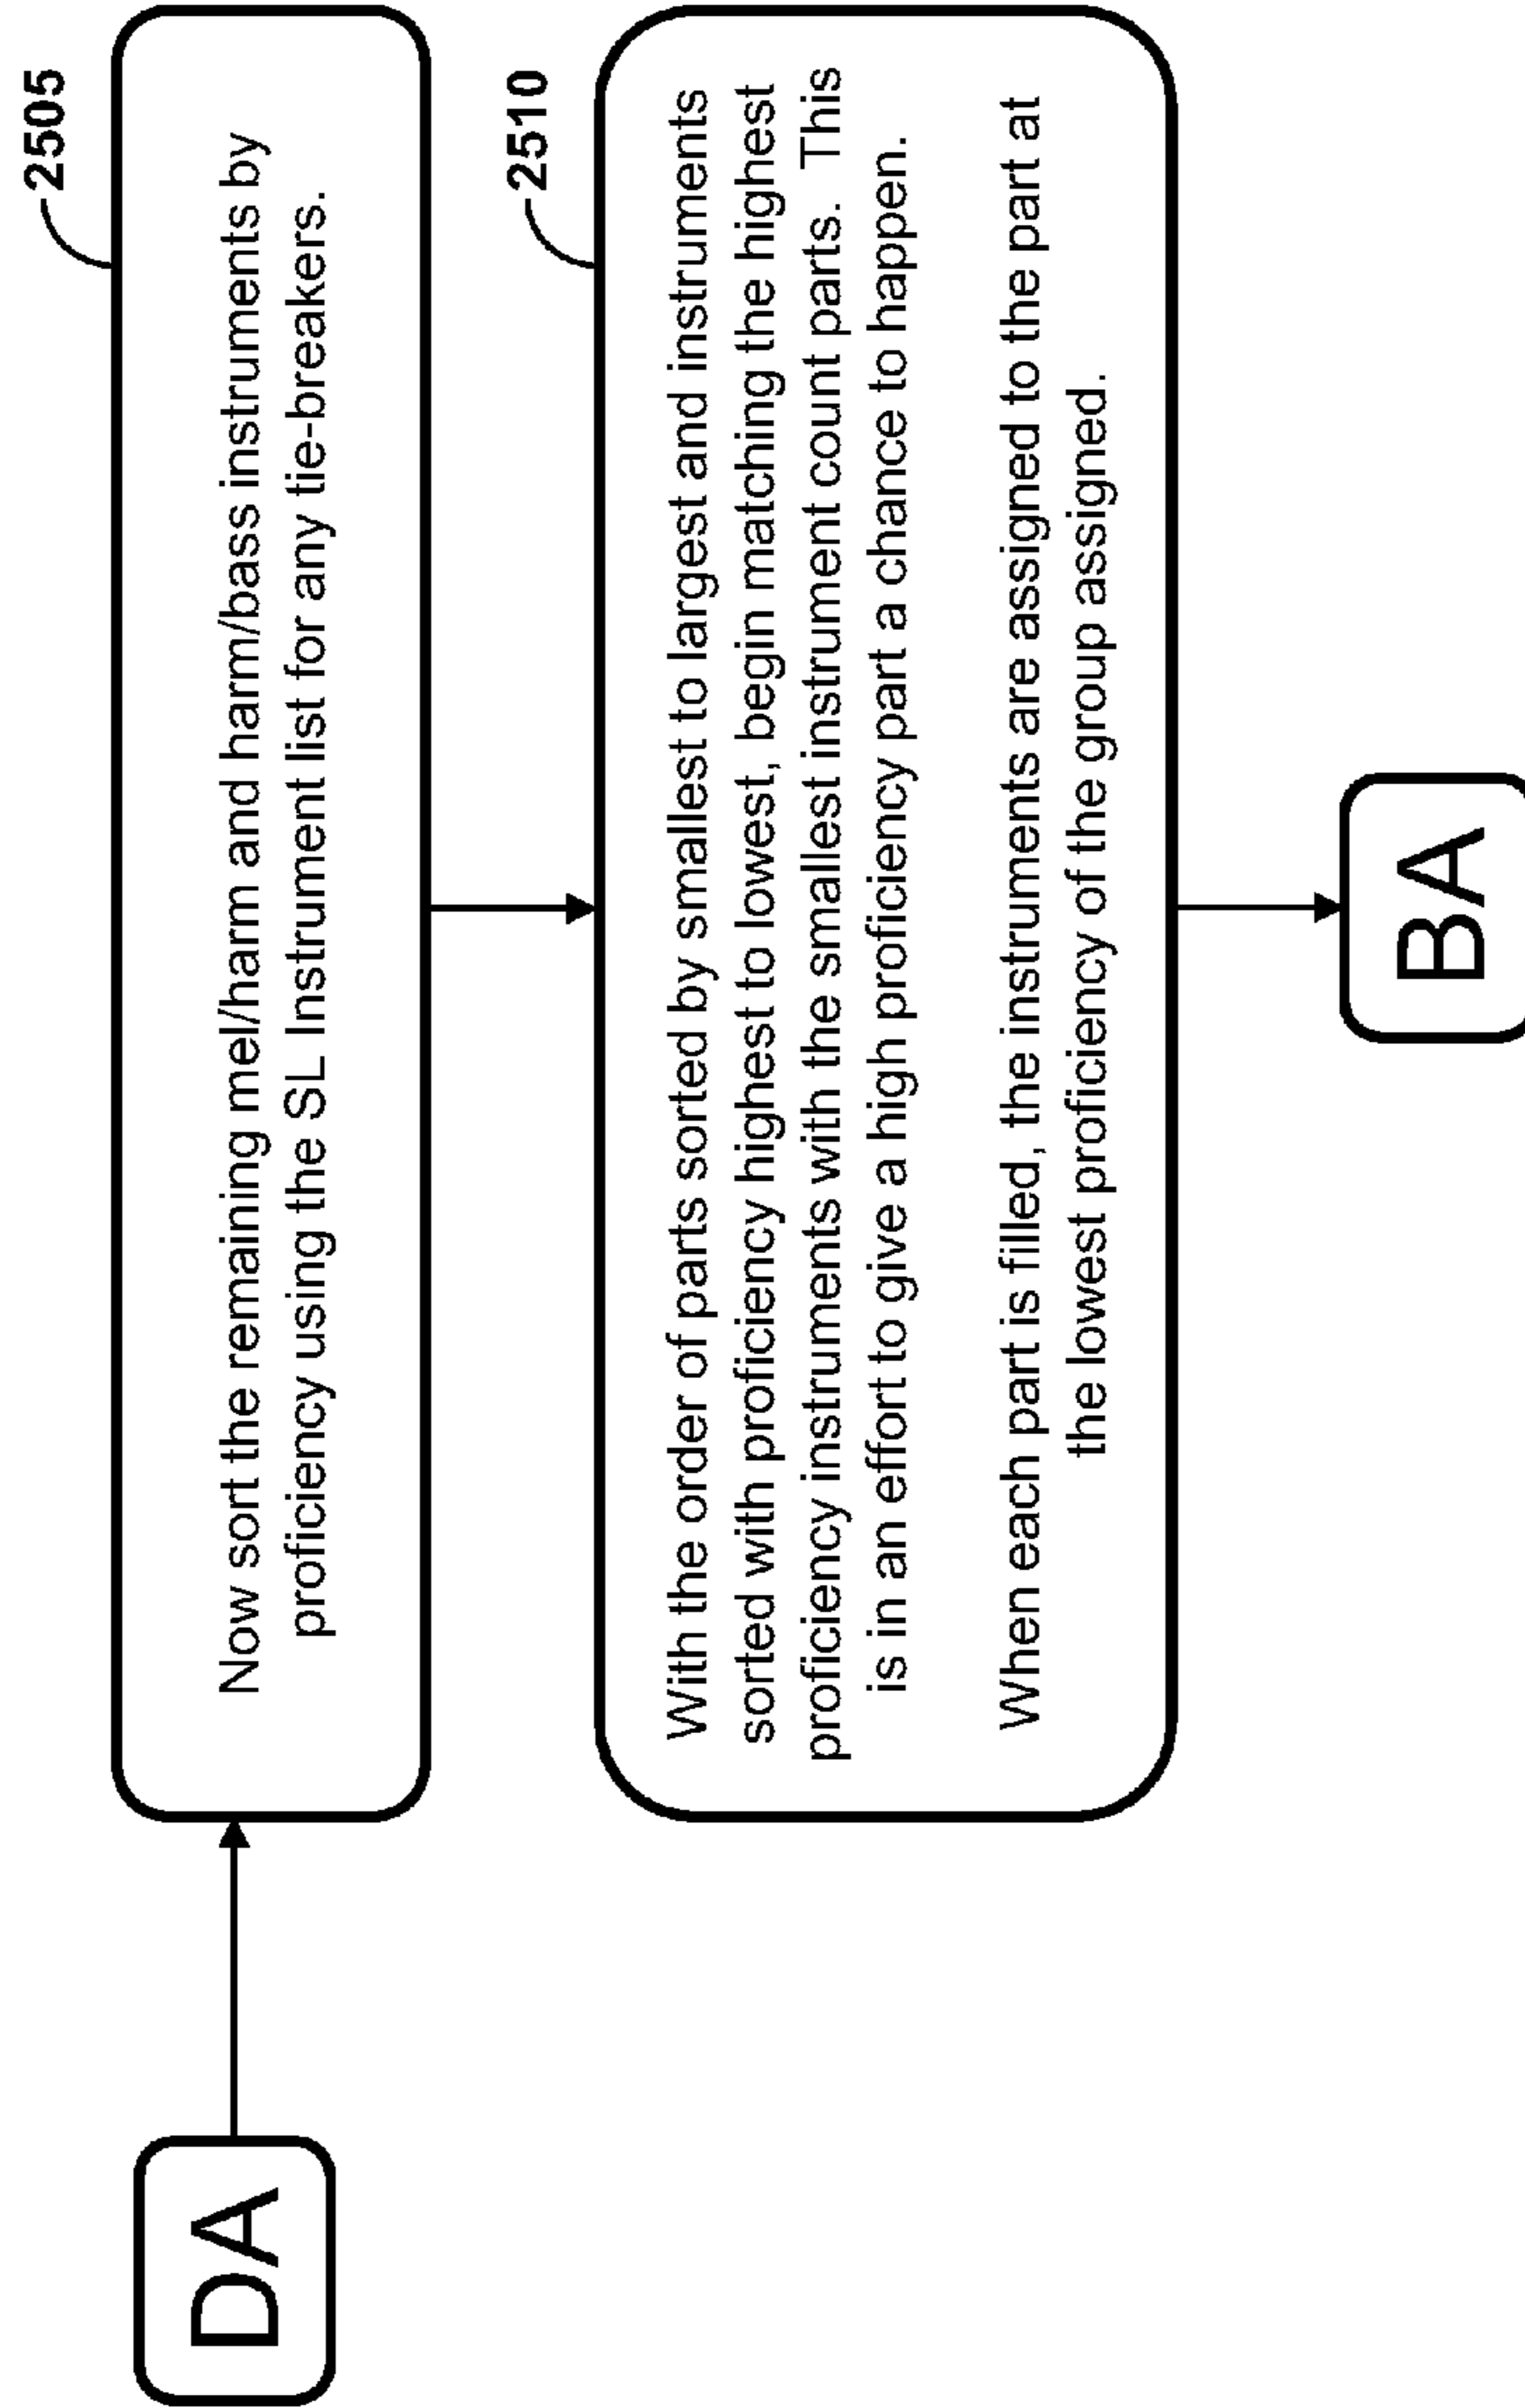 2505
DA
Now sort the remaining mel/harm and harm/bass instruments by
proficiency using the SL Instrument list for any tie-breakers.
2510
With the order of parts sorted by smallest to largest and instruments
sorted with proficiency highest to lowest, begin matching the highest
proficiency instruments with the smallest instrument count parts. This
is in an effort to give a high proficiency part a chance to happen.
When each part is filled, the instruments are assigned to the part at
the lowest proficiency of the group assigned.
BA